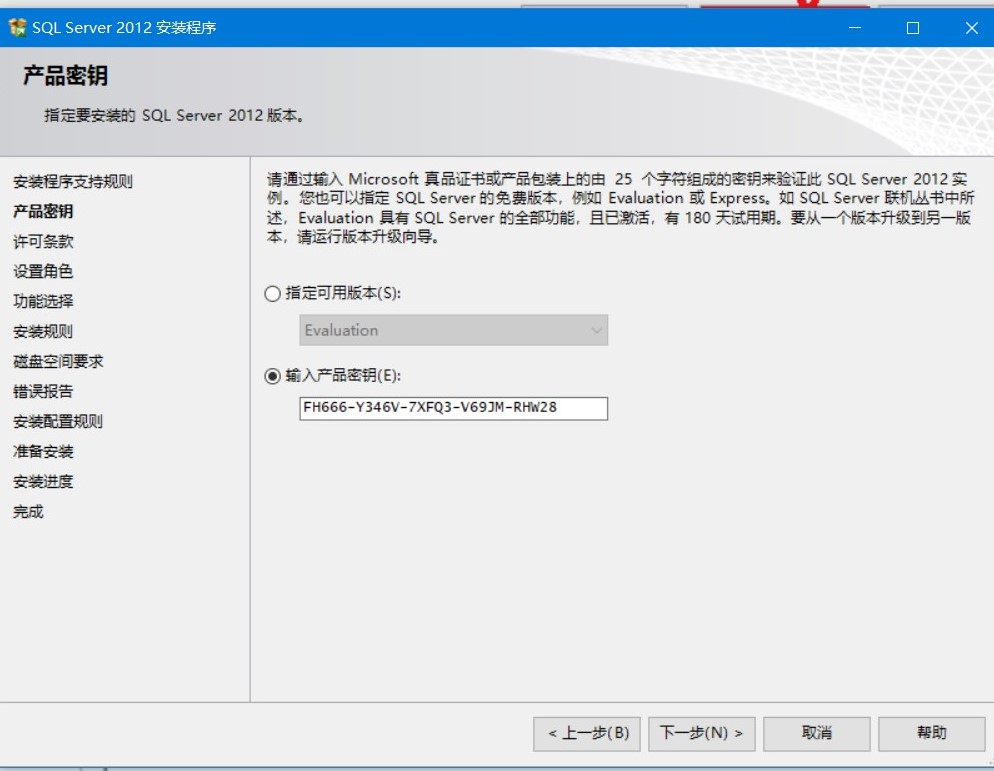 SQL Server 2012 安装程序
产品密钥
指定要安装的 SQL Server 2012 版本。
安装程序支持规则
产品密钥
许可条款
设置角色
功能选择
安装规则
磁盘空间要求
错误报告
安装配置规则
准备安装
安装进度
完成
请通过输入 Microsoft 真品证书或产品包装上的由 25 个字符组成的密钥来验证此 SQL Server 2012 实
例。您也可以指定 SQL Server 的免费版本，例如 Evaluation 或 Express。如 SQL Server 联机丛书中所
述，Evaluation 具有 SQL Server 的全部功能，且已激活，有 180 天试用期。要从一个版本升级到另一版
本，请运行版本升级向导。
指定可用版本(S):
Evaluation
输入产品密钥(E):
FH666-Y346V-7XFQ3-V69JM-RHW28
< 上一步(B)
下一步(N) >
取消
帮助